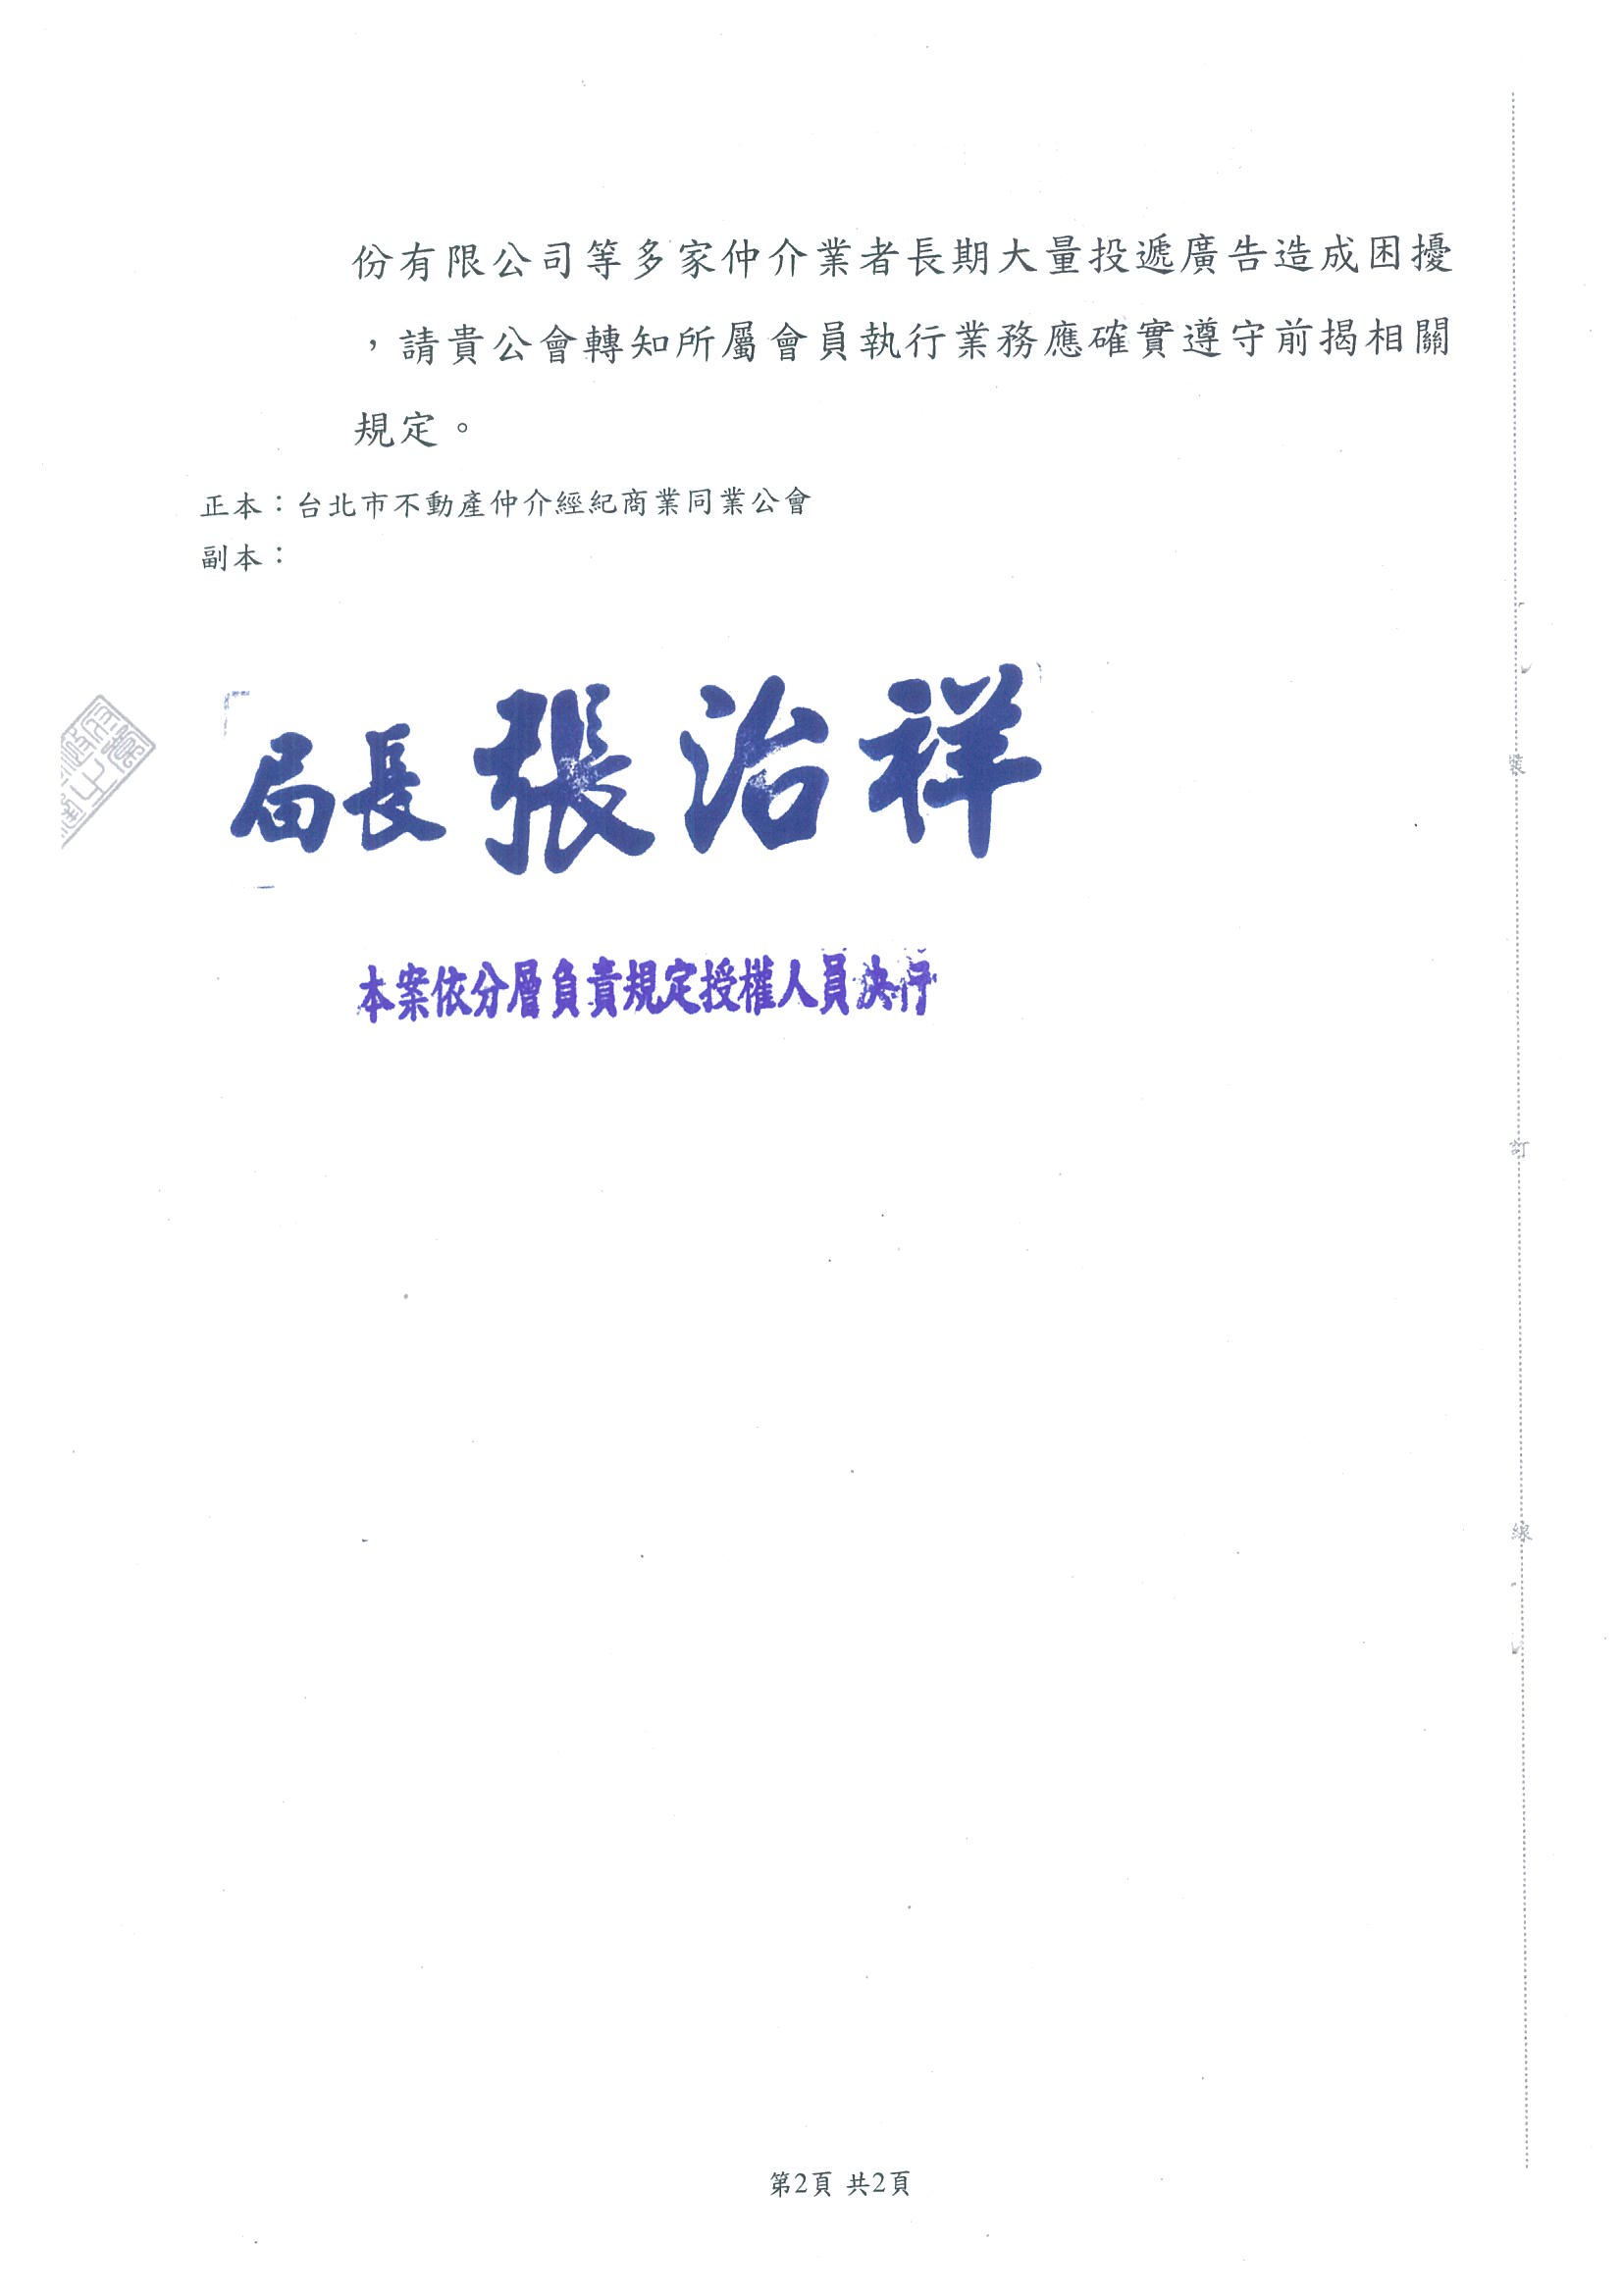 份有限公司等多家仲介業者長期大量投遞廣告造成困擾
，請貴公會轉知所屬會員執行業務應確實遵守前揭相關
規定。
正本：台北市不動產仲介經紀商業同業公會
副本：
局長張治祥
本案依分層負責規定授權人員決行
裝
訂
線
第2頁 共2頁